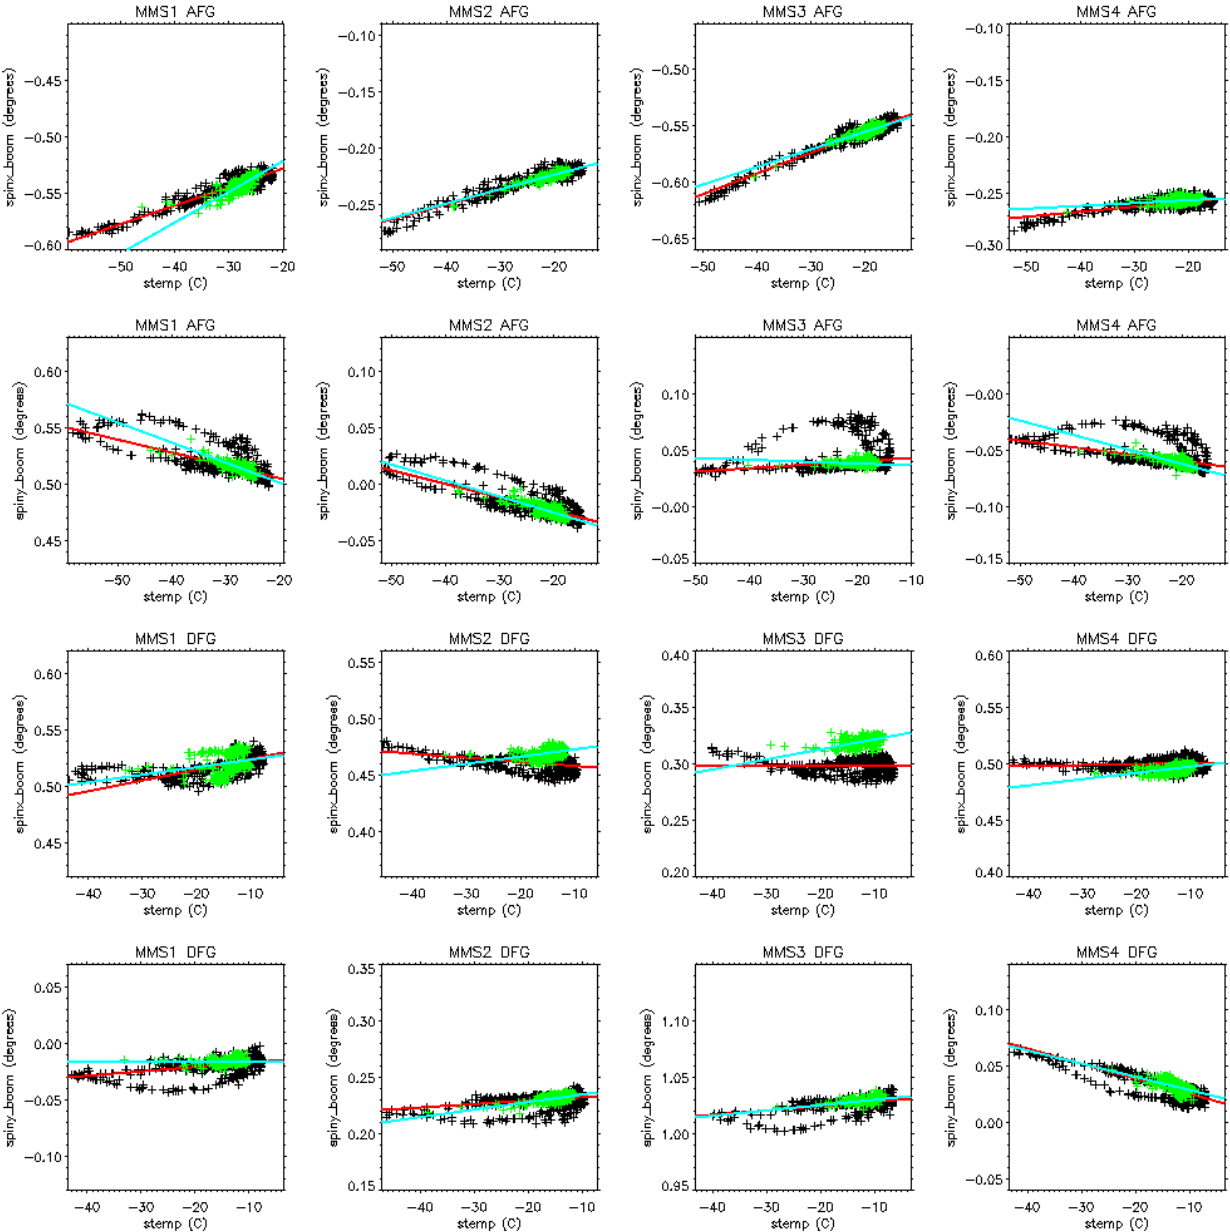 MMS1 AFG
MMS2 AFG
MMS3 AFG
MMS4 AFG
spinx_boom (degrees)
-0.45
-0.50
-0.55
-0.60
-50
-40
-30
-20
stemp (C)
spinx_boom (degrees)
-0.10
-0.15
-0.20
-0.25
-50
-40
-30
-20
stemp (C)
spinx_boom (degrees)
-0.50
-0.55
-0.60
-0.65
-50
-40
-30
-20
stemp (C)
spinx_boom (degrees)
-0.10
-0.15
-0.20
-0.25
-0.30
-50
-40
-30
-20
stemp (C)
MMS1 AFG
MMS2 AFG
MMS3 AFG
MMS4 AFG
spiny_boom (degrees)
0.60
0.55
0.50
0.45
-50
-40
-30
-20
stemp (C)
spiny_boom (degrees)
0.10
0.05
0.00
-0.05
-50
-40
-30
-20
stemp (C)
spiny_boom (degrees)
0.10
0.05
-0.00
-0.05
-50
-40
-30
-20
-10
stemp (C)
spiny_boom (degrees)
-0.00
-0.05
-0.10
-0.15
-50
-40
-30
-20
stemp (C)
MMS1 DFG
MMS2 DFG
MMS3 DFG
MMS4 DFG
spinx_boom (degrees)
0.60
0.55
0.50
0.45
-40
-30
-20
-10
stemp (C)
spinx_boom (degrees)
0.55
0.50
0.45
0.40
-40
-30
-20
-10
stemp (C)
spinx_boom (degrees)
0.40
0.35
0.30
0.25
0.20
-40
-30
-20
-10
stemp (C)
spinx_boom (degrees)
0.60
0.55
0.50
0.45
0.40
-40
-30
-20
-10
stemp (C)
MMS1 DFG
MMS2 DFG
MMS3 DFG
MMS4 DFG
spiny_boom (degrees)
0.05
-0.00
-0.05
-0.10
-40
-30
-20
-10
stemp (C)
spiny_boom (degrees)
0.35
0.30
0.25
0.20
0.15
-40
-30
-20
-10
stemp (C)
spiny_boom (degrees)
1.10
1.05
1.00
0.95
-40
-30
-20
-10
stemp (C)
spiny_boom (degrees)
0.10
0.05
0.00
-0.05
-40
-30
-20
-10
stemp (C)